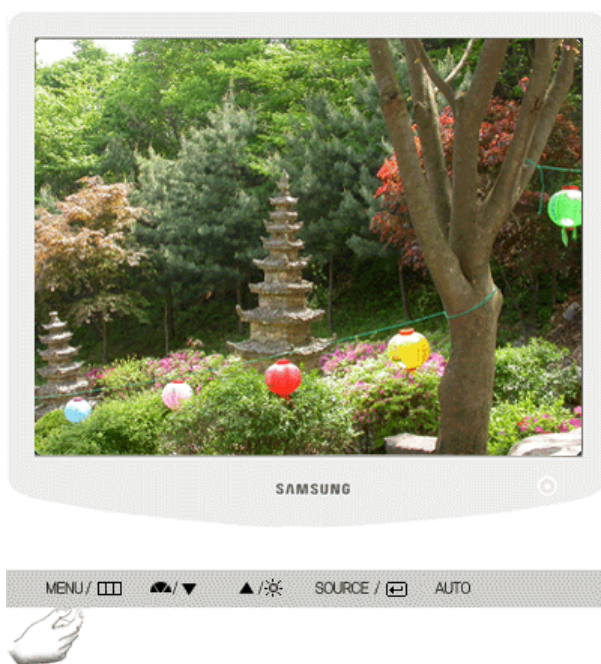 SAMSUNG
MENU / / ▼ ▲ / SOURCE / AUTO